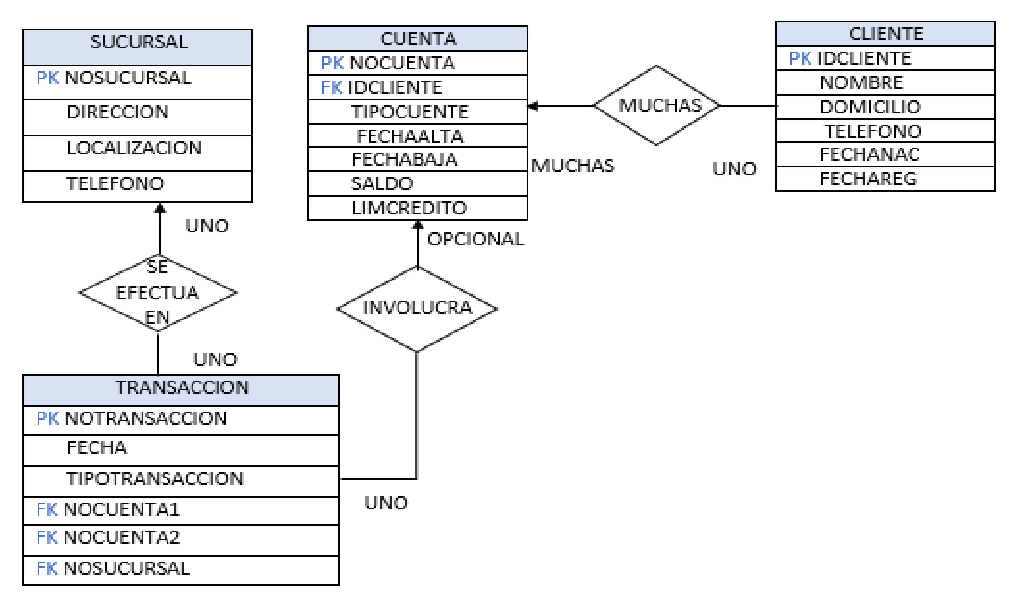 SUCURSAL
PK NOSUCURSAL
DIRECCION
LOCALIZACION
TELEFONO
UNO
SE
EFECTUA
EN
UNO
TRANSACCION
PK NOTRANSACCION
FECHA
TIPOTRANSACCION
FK NOCUENTA1
FK NOCUENTA2
FK NOSUCURSAL
CUENTA
PK NOCUENTA
FK IDCLIENTE
TIPOCUENTE
FECHAALTA
FECHABAJA
SALDO
LIMCREDITO
OPCIONAL
INVOLUCRA
UNO
MUCHAS
MUCHAS
UNO
CLIENTE
PK IDCLIENTE
NOMBRE
DOMICILIO
TELEFONO
FECHANAC
FECHAREG